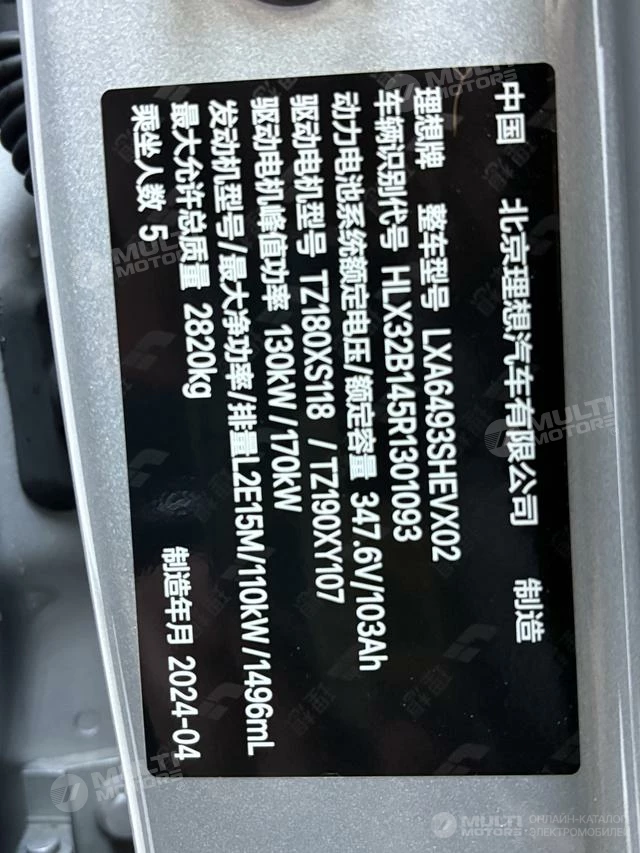 中国 北京理想汽车有限公司 制造
理想牌 整车型号 LXA6493SHEVX02
车辆识别代号 HLX32B145R1301093
动力电池系统额定电压/额定容量 347.6V/103Ah
驱动电机型号 TZ180XS118 /TZ190XY107
驱动电机峰值功率 130kW/170kW
发动机型号/最大净功率/排量L2E15M/110kW/1496mL
最大允许总质量 2820kg
乘坐人数 5 制造年月 2024-04
MULTI MOTORS
ОНЛАЙН-КАТАЛОГ
ЭЛЕКТРОМОБИЛЕЙ